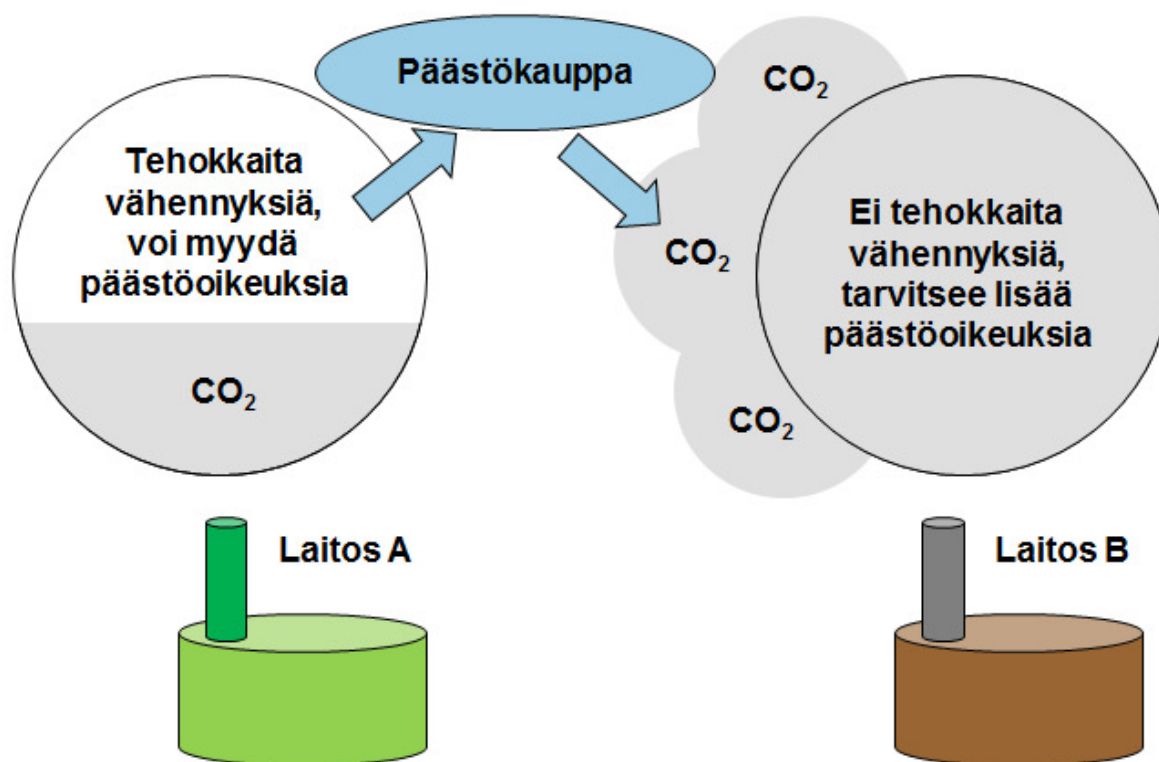 Päästökauppa
Tehokkaita
vähennyksiä,
voi myydä
päästöoikeuksia
CO₂
CO₂
CO₂
CO₂
Ei tehokkaita
vähennyksiä,
tarvitsee lisää
päästöoikeuksia
Laitos A
Laitos B